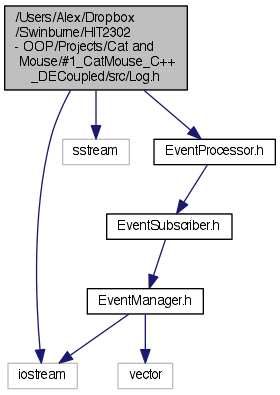 /Users/Alex/Dropbox
/Swinburne/HIT2302
- OOP/Projects/Cat and
Mouse/#1_CatMouse_C++
_DECoupled/src/Log.h
sstream
EventProcessor.h
EventSubscriber.h
EventManager.h
iostream
vector